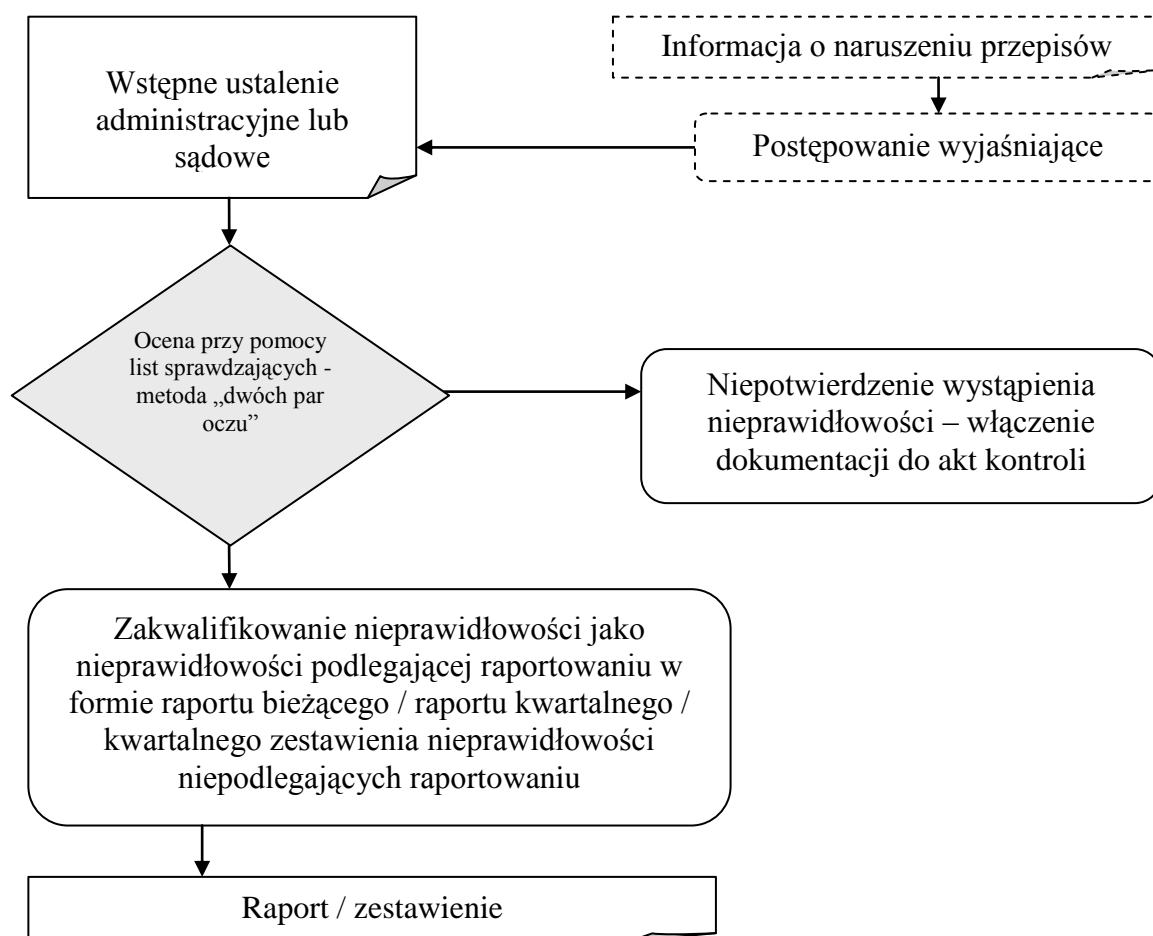 Informacja o naruszeniu przepisów
Wstępne ustalenie
administracyjne lub
sądowe
Postępowanie wyjaśniające
Ocena przy pomocy
list sprawdzających -
metoda „dwóch par
oczu”
Niepotwierdzenie wystąpienia
nieprawidłowości – włączenie
dokumentacji do akt kontroli
Zakwalifikowanie nieprawidłowości jako
nieprawidłowości podlegającej raportowaniu w
formie raportu bieżącego / raportu kwartalnego /
kwartalnego zestawienia nieprawidłowości
niepodlegających raportowaniu
Raport / zestawienie